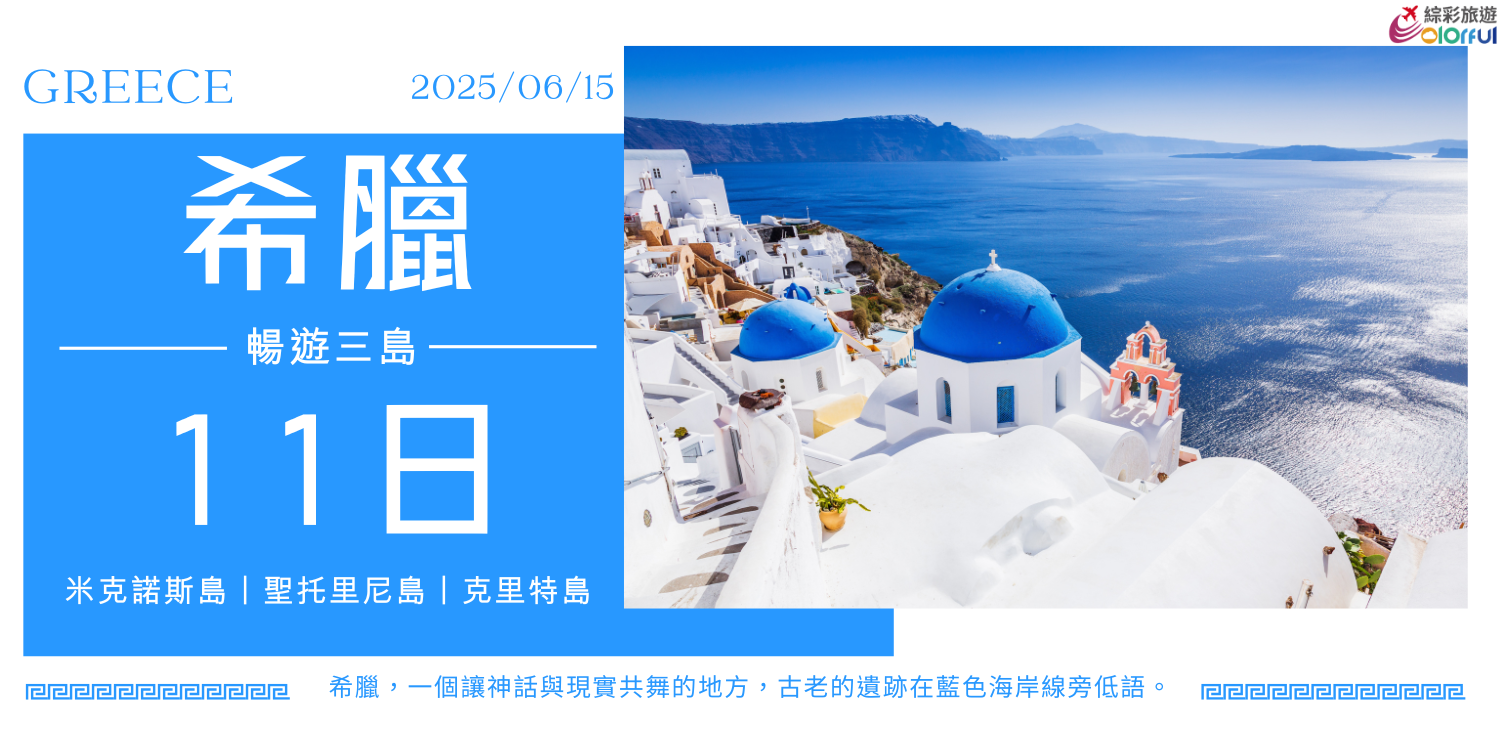 綜彩旅遊
Colorful
GREECE
2025/06/15
希臘
暢遊三島
11日
米克諾斯島｜聖托里尼島｜克里特島
希臘，一個讓神話與現實共舞的地方，古老的遺跡在藍色海岸線旁低語。